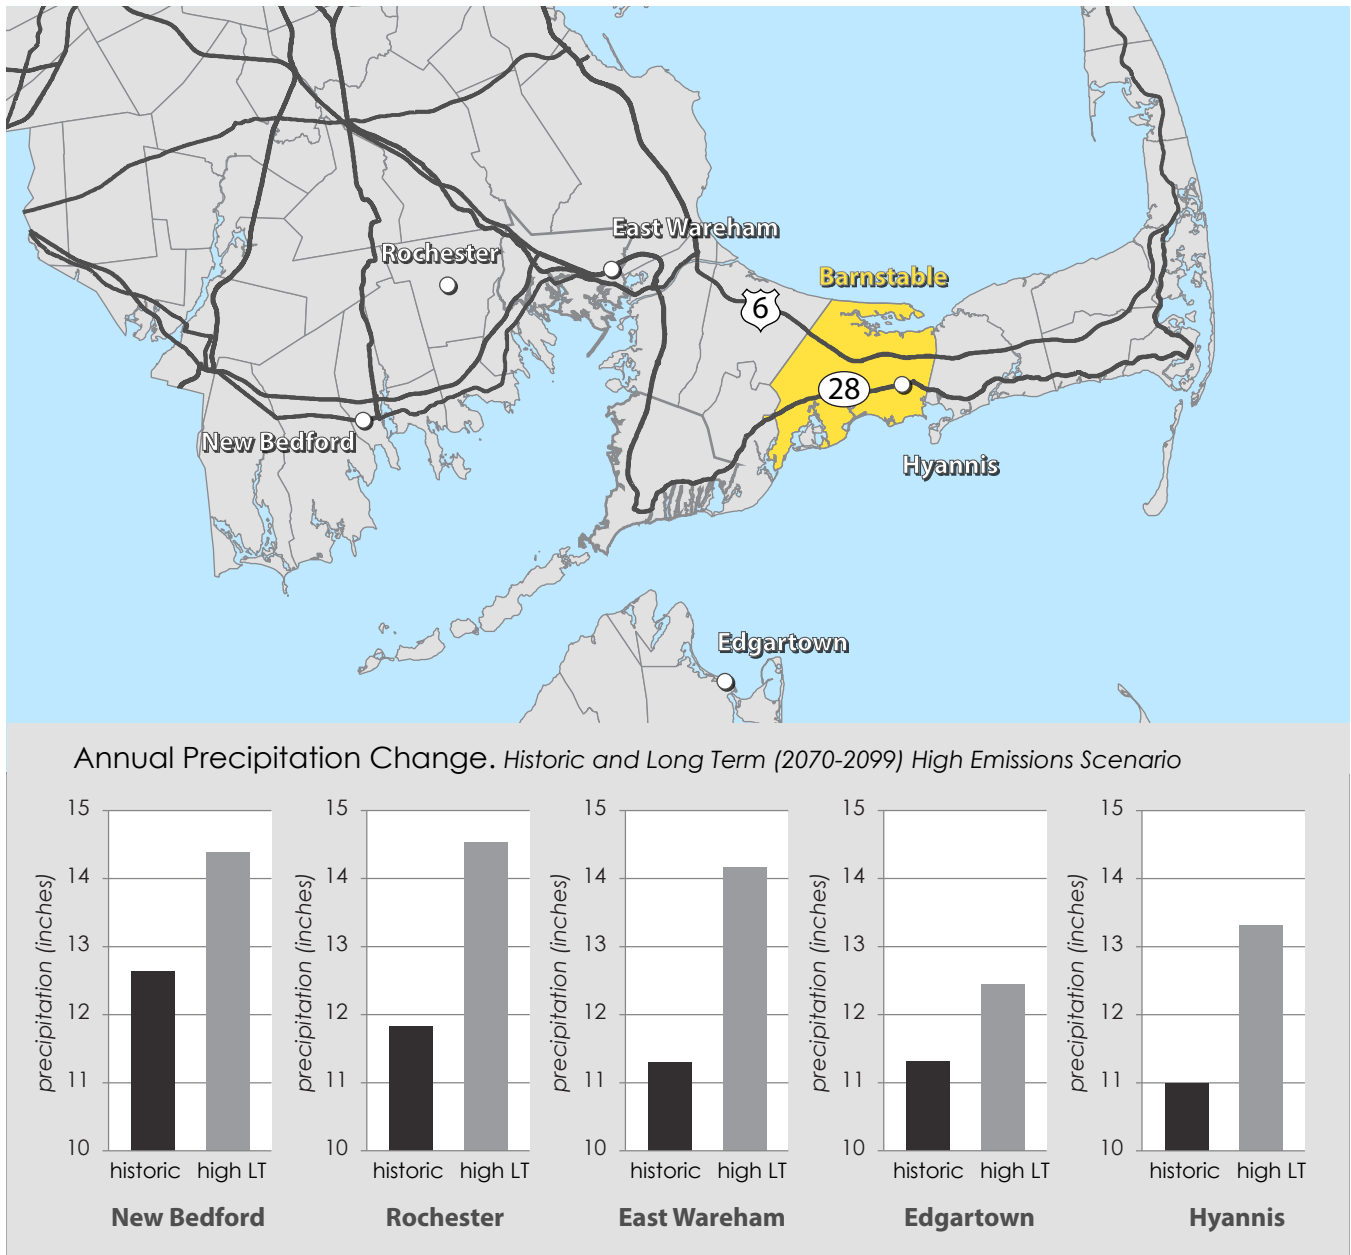 East Wareham
Rochester
Barnstable
6
28
New Bedford
Hyannis
Edgartown
Annual Precipitation Change. Historic and Long Term (2070-2099) High Emissions Scenario
precipitation (inches)
15
14
13
12
11
10
historic high LT
New Bedford
precipitation (inches)
15
14
13
12
11
10
historic high LT
Rochester
precipitation (inches)
15
14
13
12
11
10
historic high LT
East Wareham
precipitation (inches)
15
14
13
12
11
10
historic high LT
Edgartown
precipitation (inches)
15
14
13
12
11
10
historic high LT
Hyannis